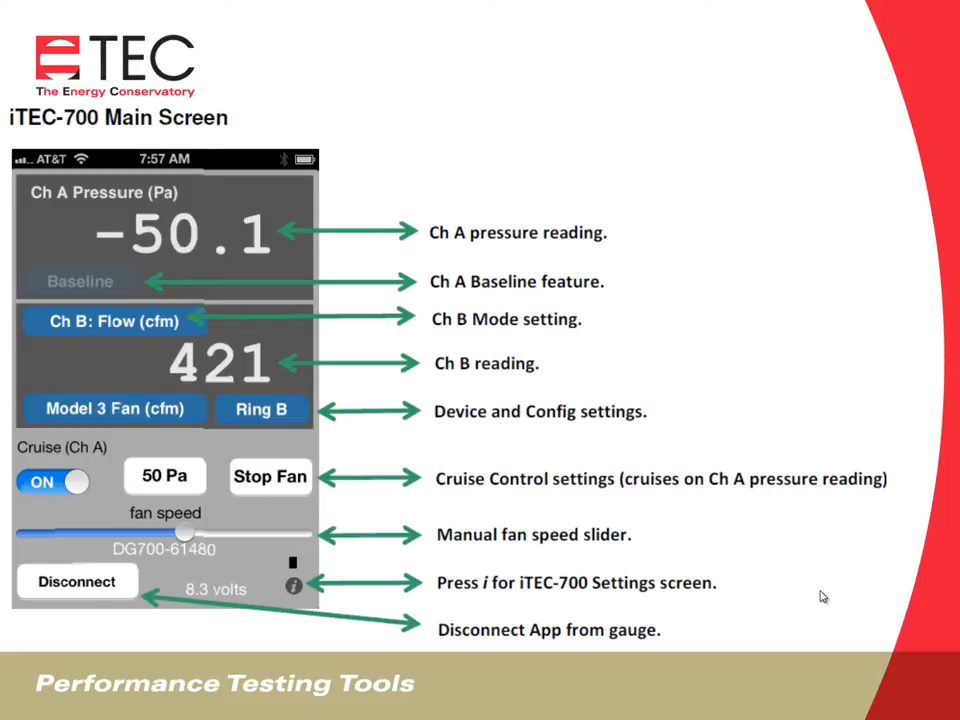 TEC
The Energy Conservatory
iTEC-700 Main Screen
AT&T 7:57 AM
Ch A Pressure (Pa)
-50.1
Ch A pressure reading.
Baseline
Ch A Baseline feature.
Ch B: Flow (cfm)
Ch B Mode setting.
421
Ch B reading.
Model 3 Fan (cfm) Ring B
Device and Config settings.
Cruise (Ch A)
ON 50 Pa Stop Fan
Cruise Control settings (cruises on Ch A pressure reading)
fan speed
Manual fan speed slider.
DG700-61480
Disconnect 8.3 volts i
Press i for iTEC-700 Settings screen.
Disconnect App from gauge.
Performance Testing Tools